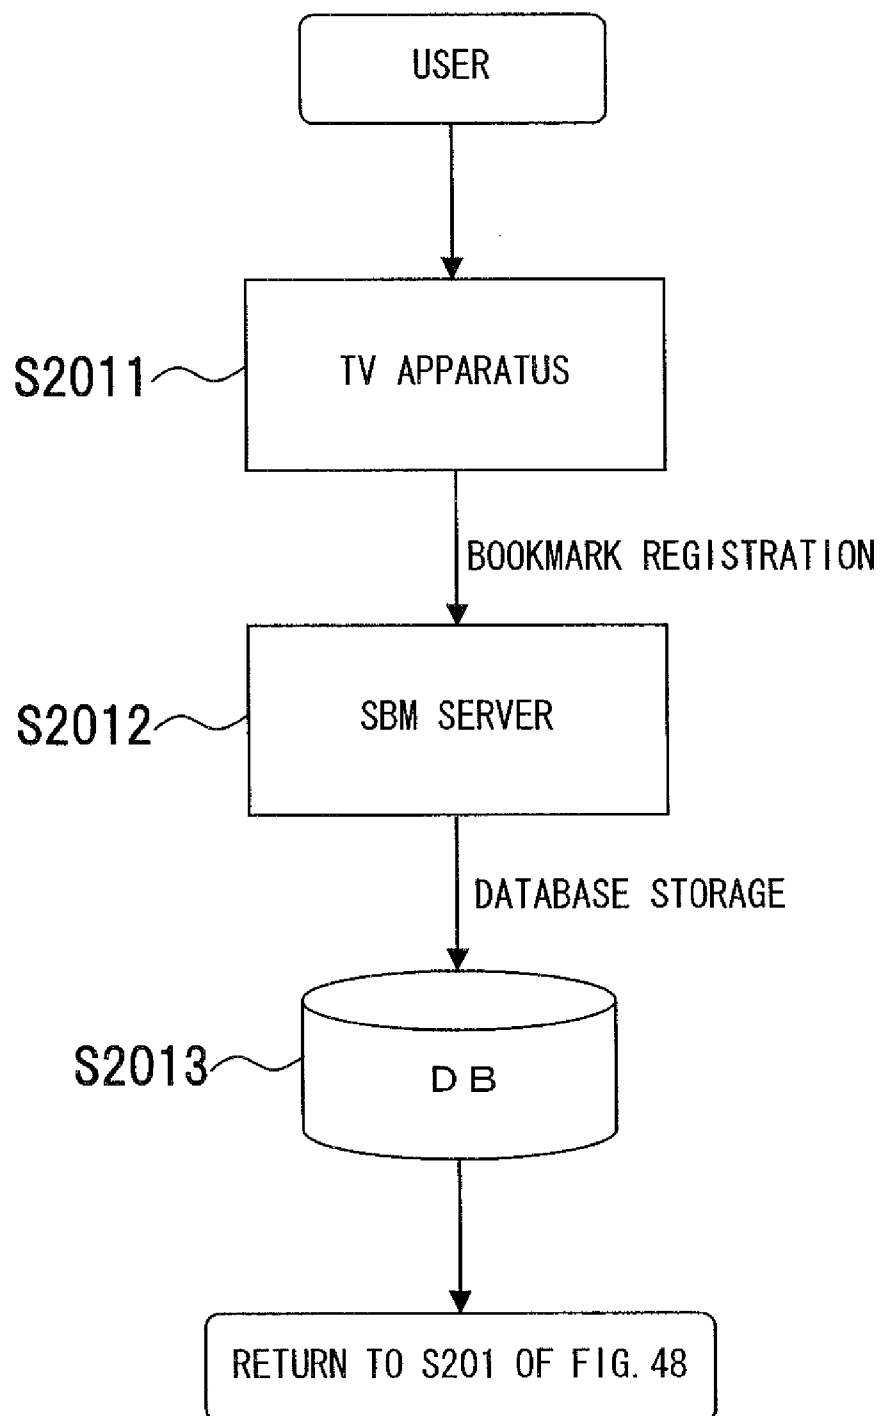 USER
S2011
TV APPARATUS
BOOKMARK REGISTRATION
S2012
SBM SERVER
DATABASE STORAGE
S2013
DB
RETURN TO S201 OF FIG. 48